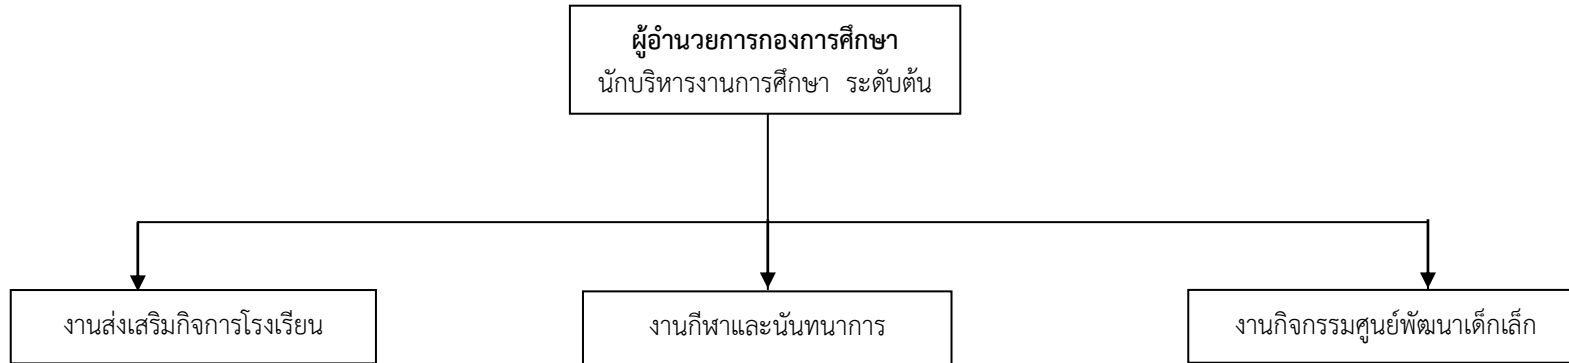 ผู้อำนวยการกองการศึกษา
นักบริหารงานการศึกษา ระดับต้น
งานส่งเสริมกิจการโรงเรียน
งานกีฬาและนันทนาการ
งานกิจกรรมศูนย์พัฒนาเด็กเล็ก